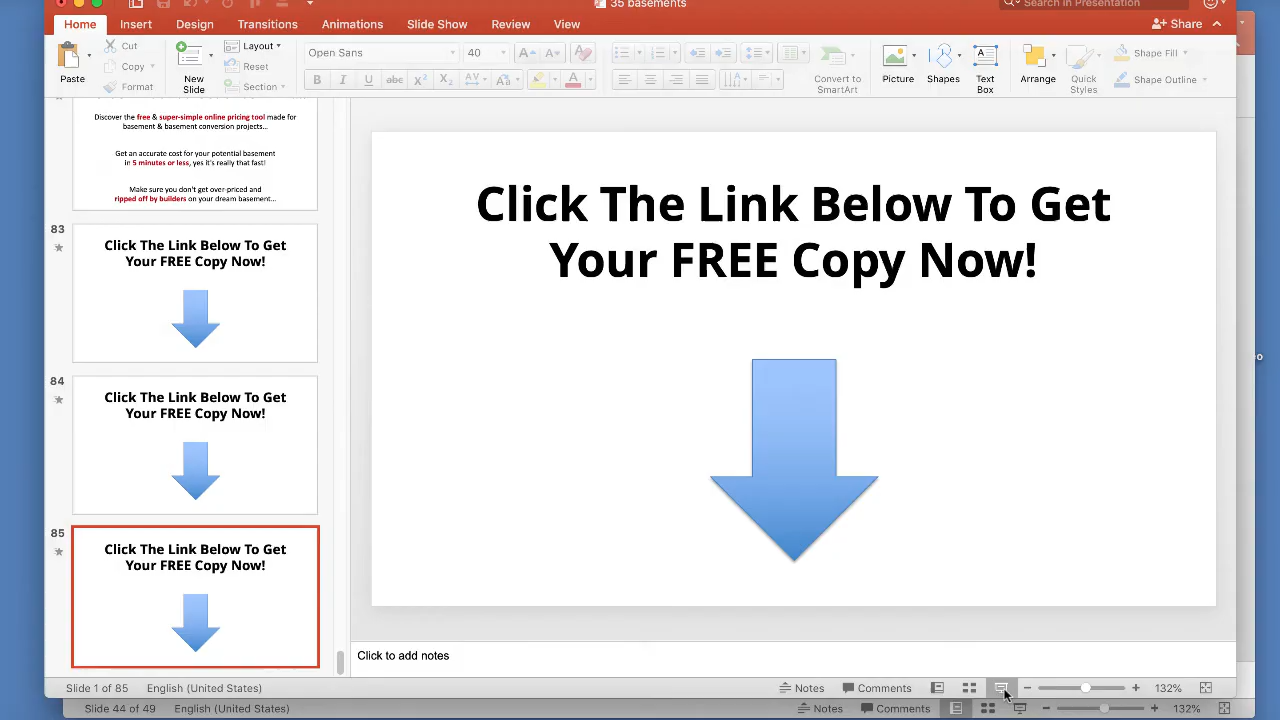 35 basements
Search in Presentation
Home Insert Design Transitions Animations Slide Show Review View
Share
Paste
Cut
Copy
Format
New
Slide
Layout
Reset
Section
Open Sans 40
Convert to
SmartArt
Picture
Shapes
Text
Box
Arrange
Quick
Styles
Shape Fill
Shape Outline
Discover the free & super-simple online pricing tool made for
basement & basement conversion projects...
Get an accurate cost for your potential basement
in 5 minutes or less, yes it's really that fast!
Make sure you don't get over-priced and
ripped off by builders on your dream basement...
83
Click The Link Below To Get
Your FREE Copy Now!
84
Click The Link Below To Get
Your FREE Copy Now!
85
Click The Link Below To Get
Your FREE Copy Now!
Click The Link Below To Get
Your FREE Copy Now!
Click to add notes
Slide 1 of 85 English (United States) Notes Comments 132%
Slide 44 of 49 English (United States) Notes Comments 132%